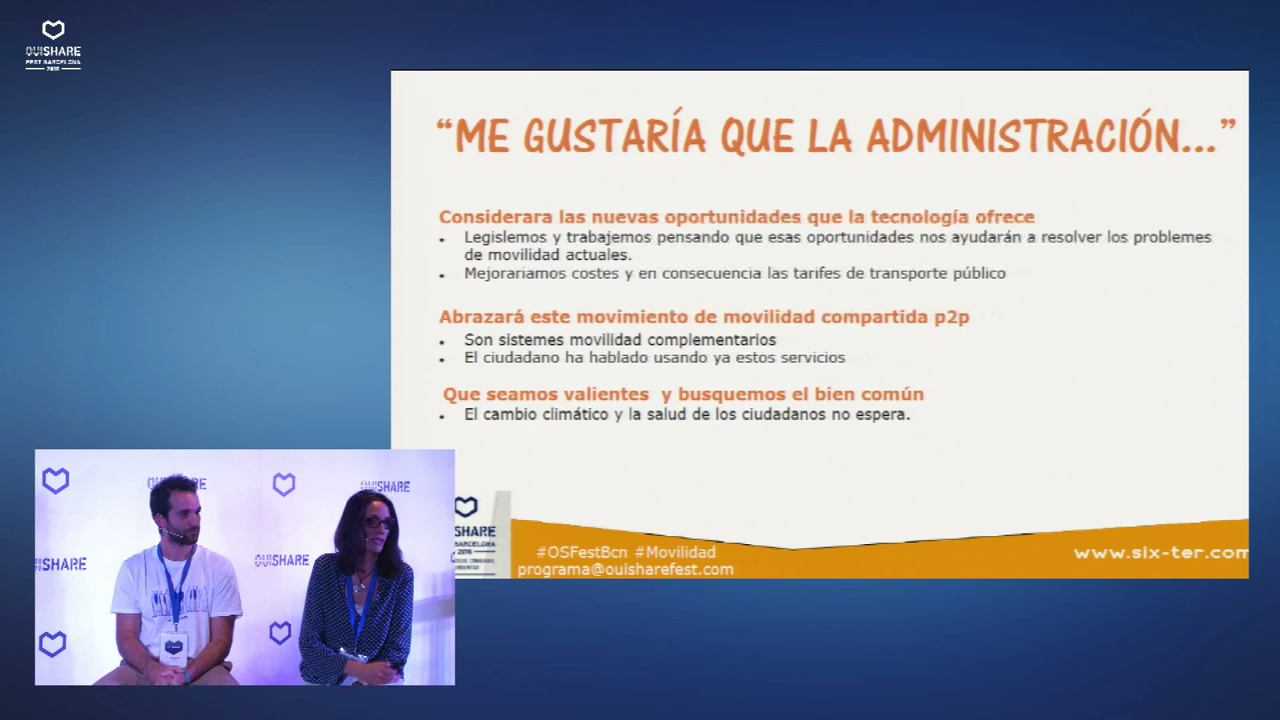 OUISHARE
FEST BARCELONA
2016
“ME GUSTARÍA QUE LA ADMINISTRACIÓN...”
Considerara las nuevas oportunidades que la tecnología ofrece
• Legislemos y trabajemos pensando que esas oportunidades nos ayudarán a resolver los problemes
de movilidad actuales.
• Mejorariamos costes y en consecuencia las tarifes de transporte público
Abrazará este movimiento de movilidad compartida p2p
• Son sistemes movilidad complementarios
• El ciudadano ha hablado usando ya estos servicios
Que seamos valientes y busquemos el bien común
• El cambio climático y la salud de los ciudadanos no espera.
SHARE
BARCELONA
2016
#OSFestBcn #Movilidad
programa@ouisharefest.com
www.six-ter.com
OUISHARE
OUISHARE
OUISHARE